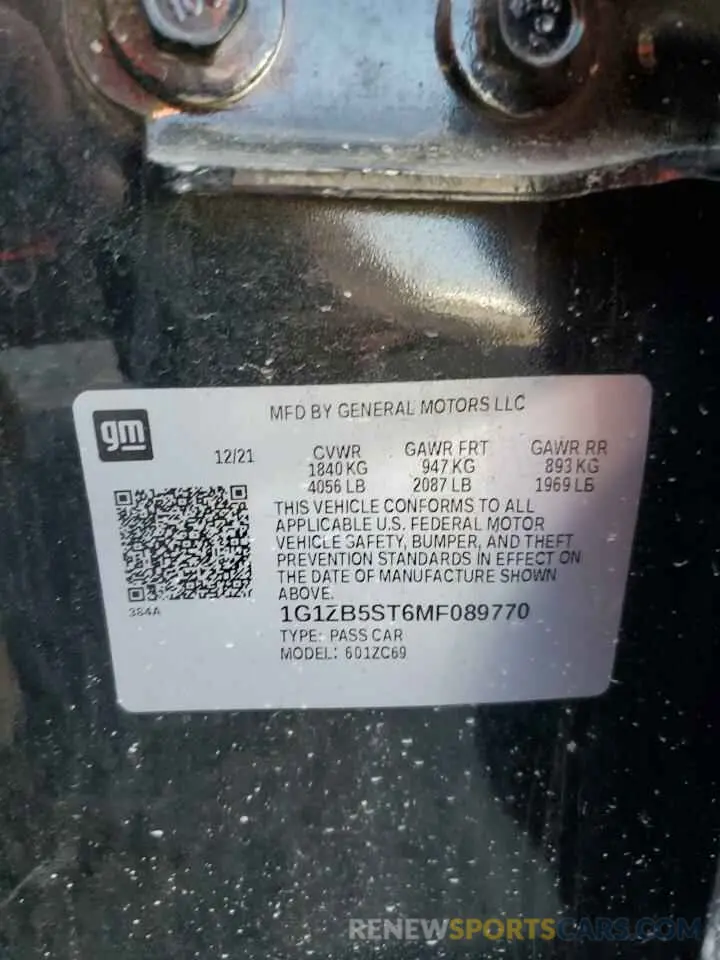 MFD BY GENERAL MOTORS LLC
gm
12/21
GVWR GAWR FRT GAWR RR
1840 KG 947 KG 893 KG
4056 LB 2087 LB 1969 LB
THIS VEHICLE CONFORMS TO ALL
APPLICABLE U.S. FEDERAL MOTOR
VEHICLE SAFETY, BUMPER, AND THEFT
PREVENTION STANDARDS IN EFFECT ON
THE DATE OF MANUFACTURE SHOWN
ABOVE.
384A
1G1ZB5ST6MF089770
TYPE: PASS CAR
MODEL: 601ZC69
RENEWSPORTSCARS.COM